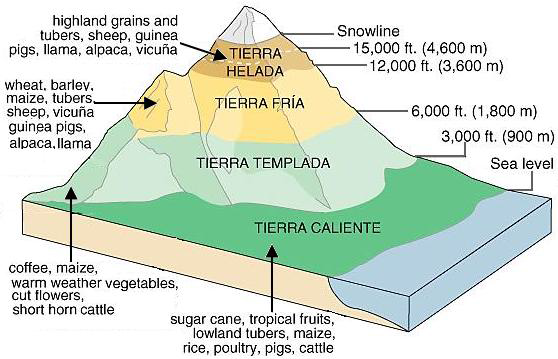 highland grains and
tubers, sheep, guinea
pigs, llama, alpaca, vicuña
Snowline
15,000 ft. (4,600 m)
12,000 ft. (3,600 m)
TIERRA
HELADA
wheat, barley,
maize, tubers,
sheep, vicuña
guinea pigs,
alpaca, llama
TIERRA FRÍA
6,000 ft. (1,800 m)
3,000 ft. (900 m)
Sea level
TIERRA TEMPLADA
TIERRA CALIENTE
coffee, maize,
warm weather vegetables,
cut flowers,
short horn cattle
sugar cane, tropical fruits,
lowland tubers, maize,
rice, poultry, pigs, cattle